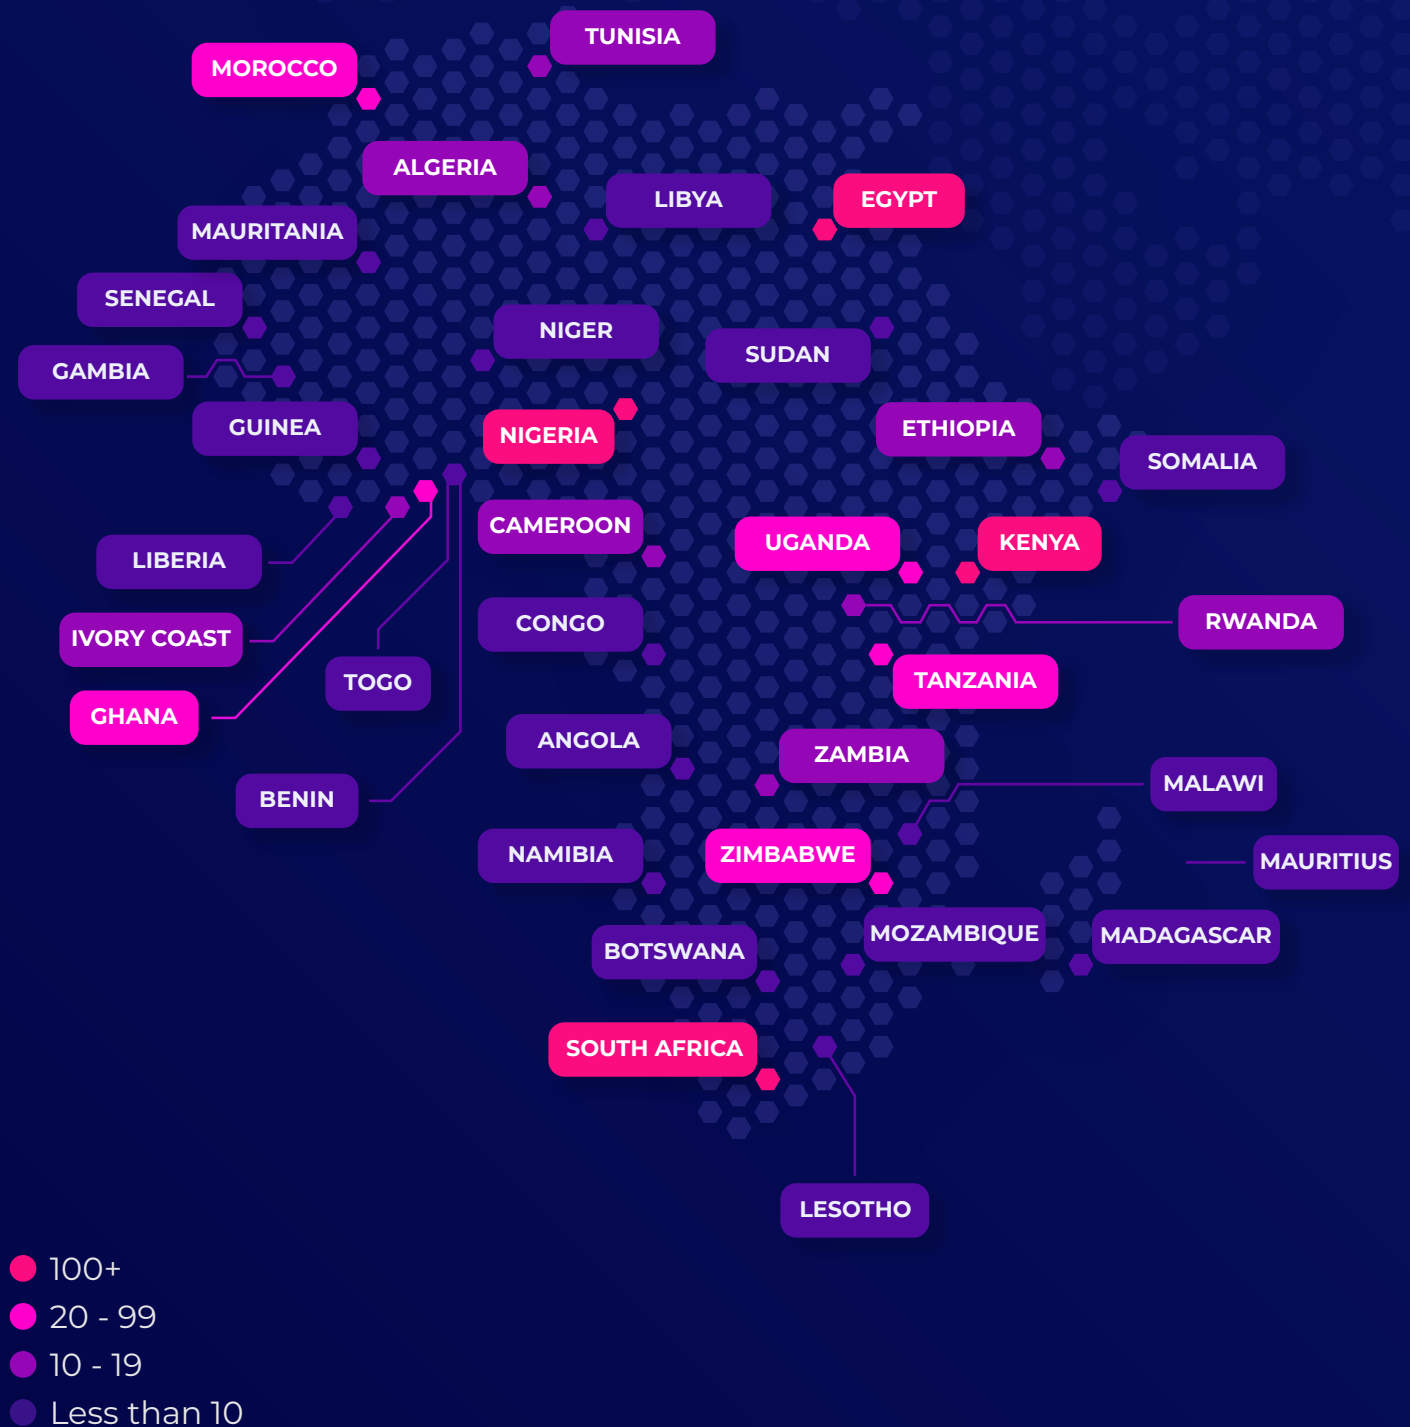 TUNISIA
MOROCCO
ALGERIA
LIBYA
EGYPT
MAURITANIA
SENEGAL
NIGER
SUDAN
GAMBIA
GUINEA
NIGERIA
ETHIOPIA
SOMALIA
CAMEROON
UGANDA
KENYA
LIBERIA
CONGO
RWANDA
IVORY COAST
TOGO
TANZANIA
GHANA
ANGOLA
ZAMBIA
MALAWI
BENIN
NAMIBIA
ZIMBABWE
MAURITIUS
BOTSWANA
MOZAMBIQUE
MADAGASCAR
SOUTH AFRICA
LESOTHO
100+
20 - 99
10 - 19
Less than 10